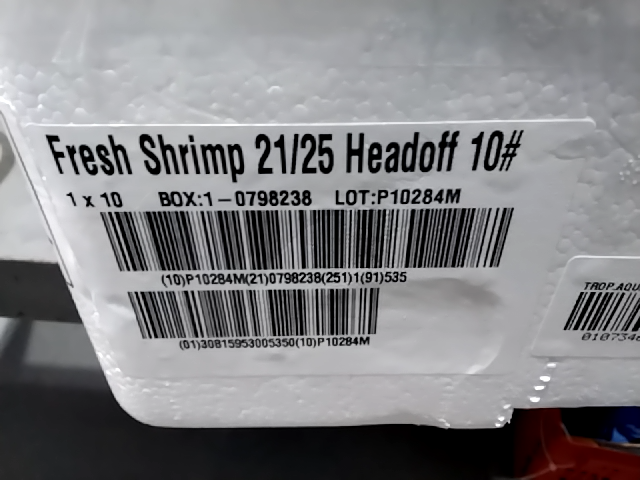 Fresh Shrimp 21/25 Headoff 10#
1 x 10 BOX:1-0798238 LOT:P10284M
(10)P10284M(21)0798238(251)1(91)535
(01)30815953005350(10)P10284M
TROP.AQU
0107346